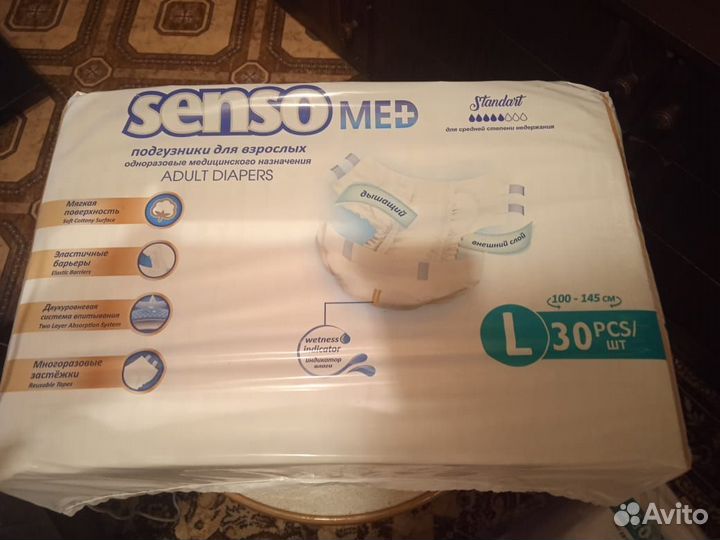 senso MED
Standart
для средней степени недержания
подгузники для взрослых
одноразовые медицинского назначения
ADULT DIAPERS
Мягкая
поверхность
Soft Cottony Surface
дышащий
внешний слой
Эластичные
барьеры
Elastic Barriers
Двухуровневая
система впитывания
Two Layer Absorption System
Многоразовые
застёжки
Reusable Tapes
wetness
indicator
индикатор
влаги
100 - 145 см
L 30 PCS/
ШТ
Avito